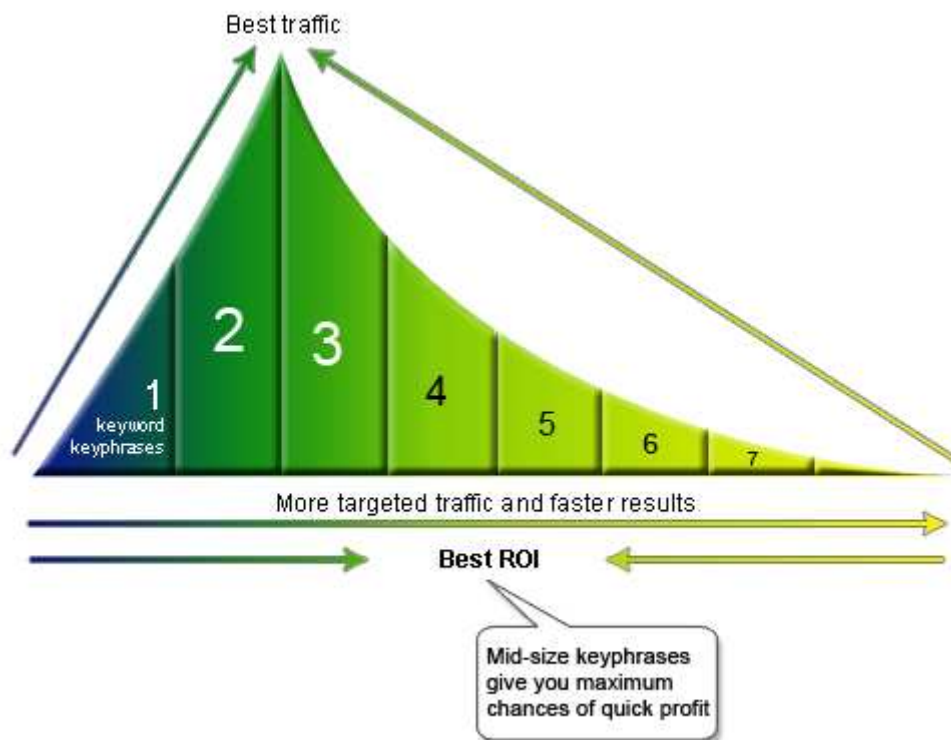 Best traffic
1
keyword
keyphrases
2
3
4
5
6
7
More targeted traffic and faster results
Best ROI
Mid-size keyphrases
give you maximum
chances of quick profit